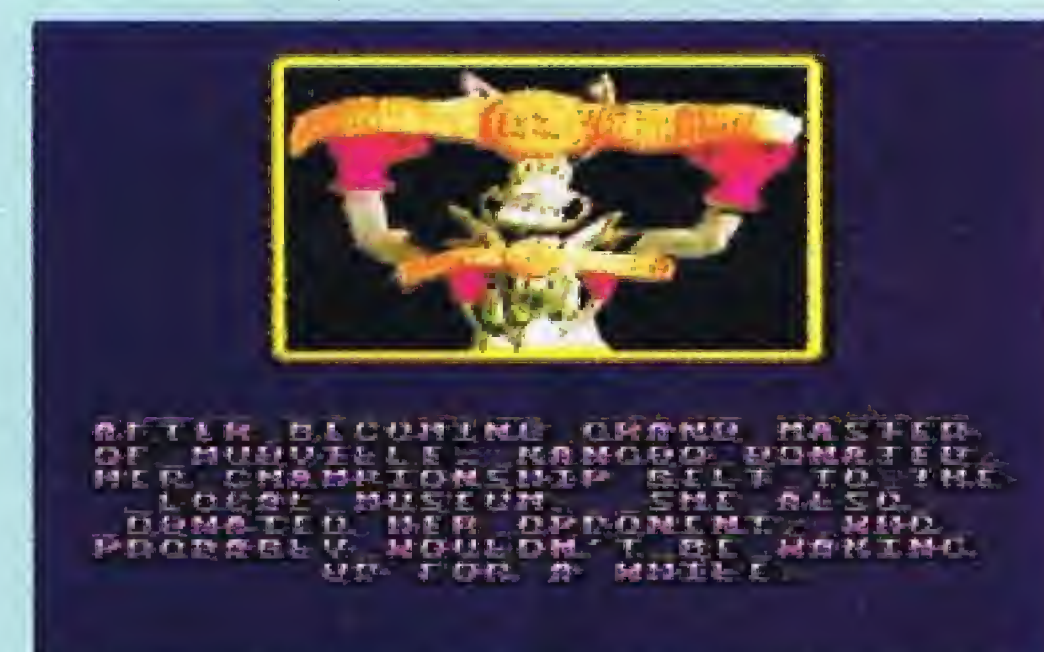 AFTER BECOMING GRAND MASTER
OF MUDVILLE, KANGOO DONATED
HER CHAMPIONSHIP BELT TO THE
LOCAL MUSEUM. SHE ALSO
DONATED HER OPPONENT, WHO
PROBABLY WOULDN'T BE WAKING
UP FOR A WHILE.